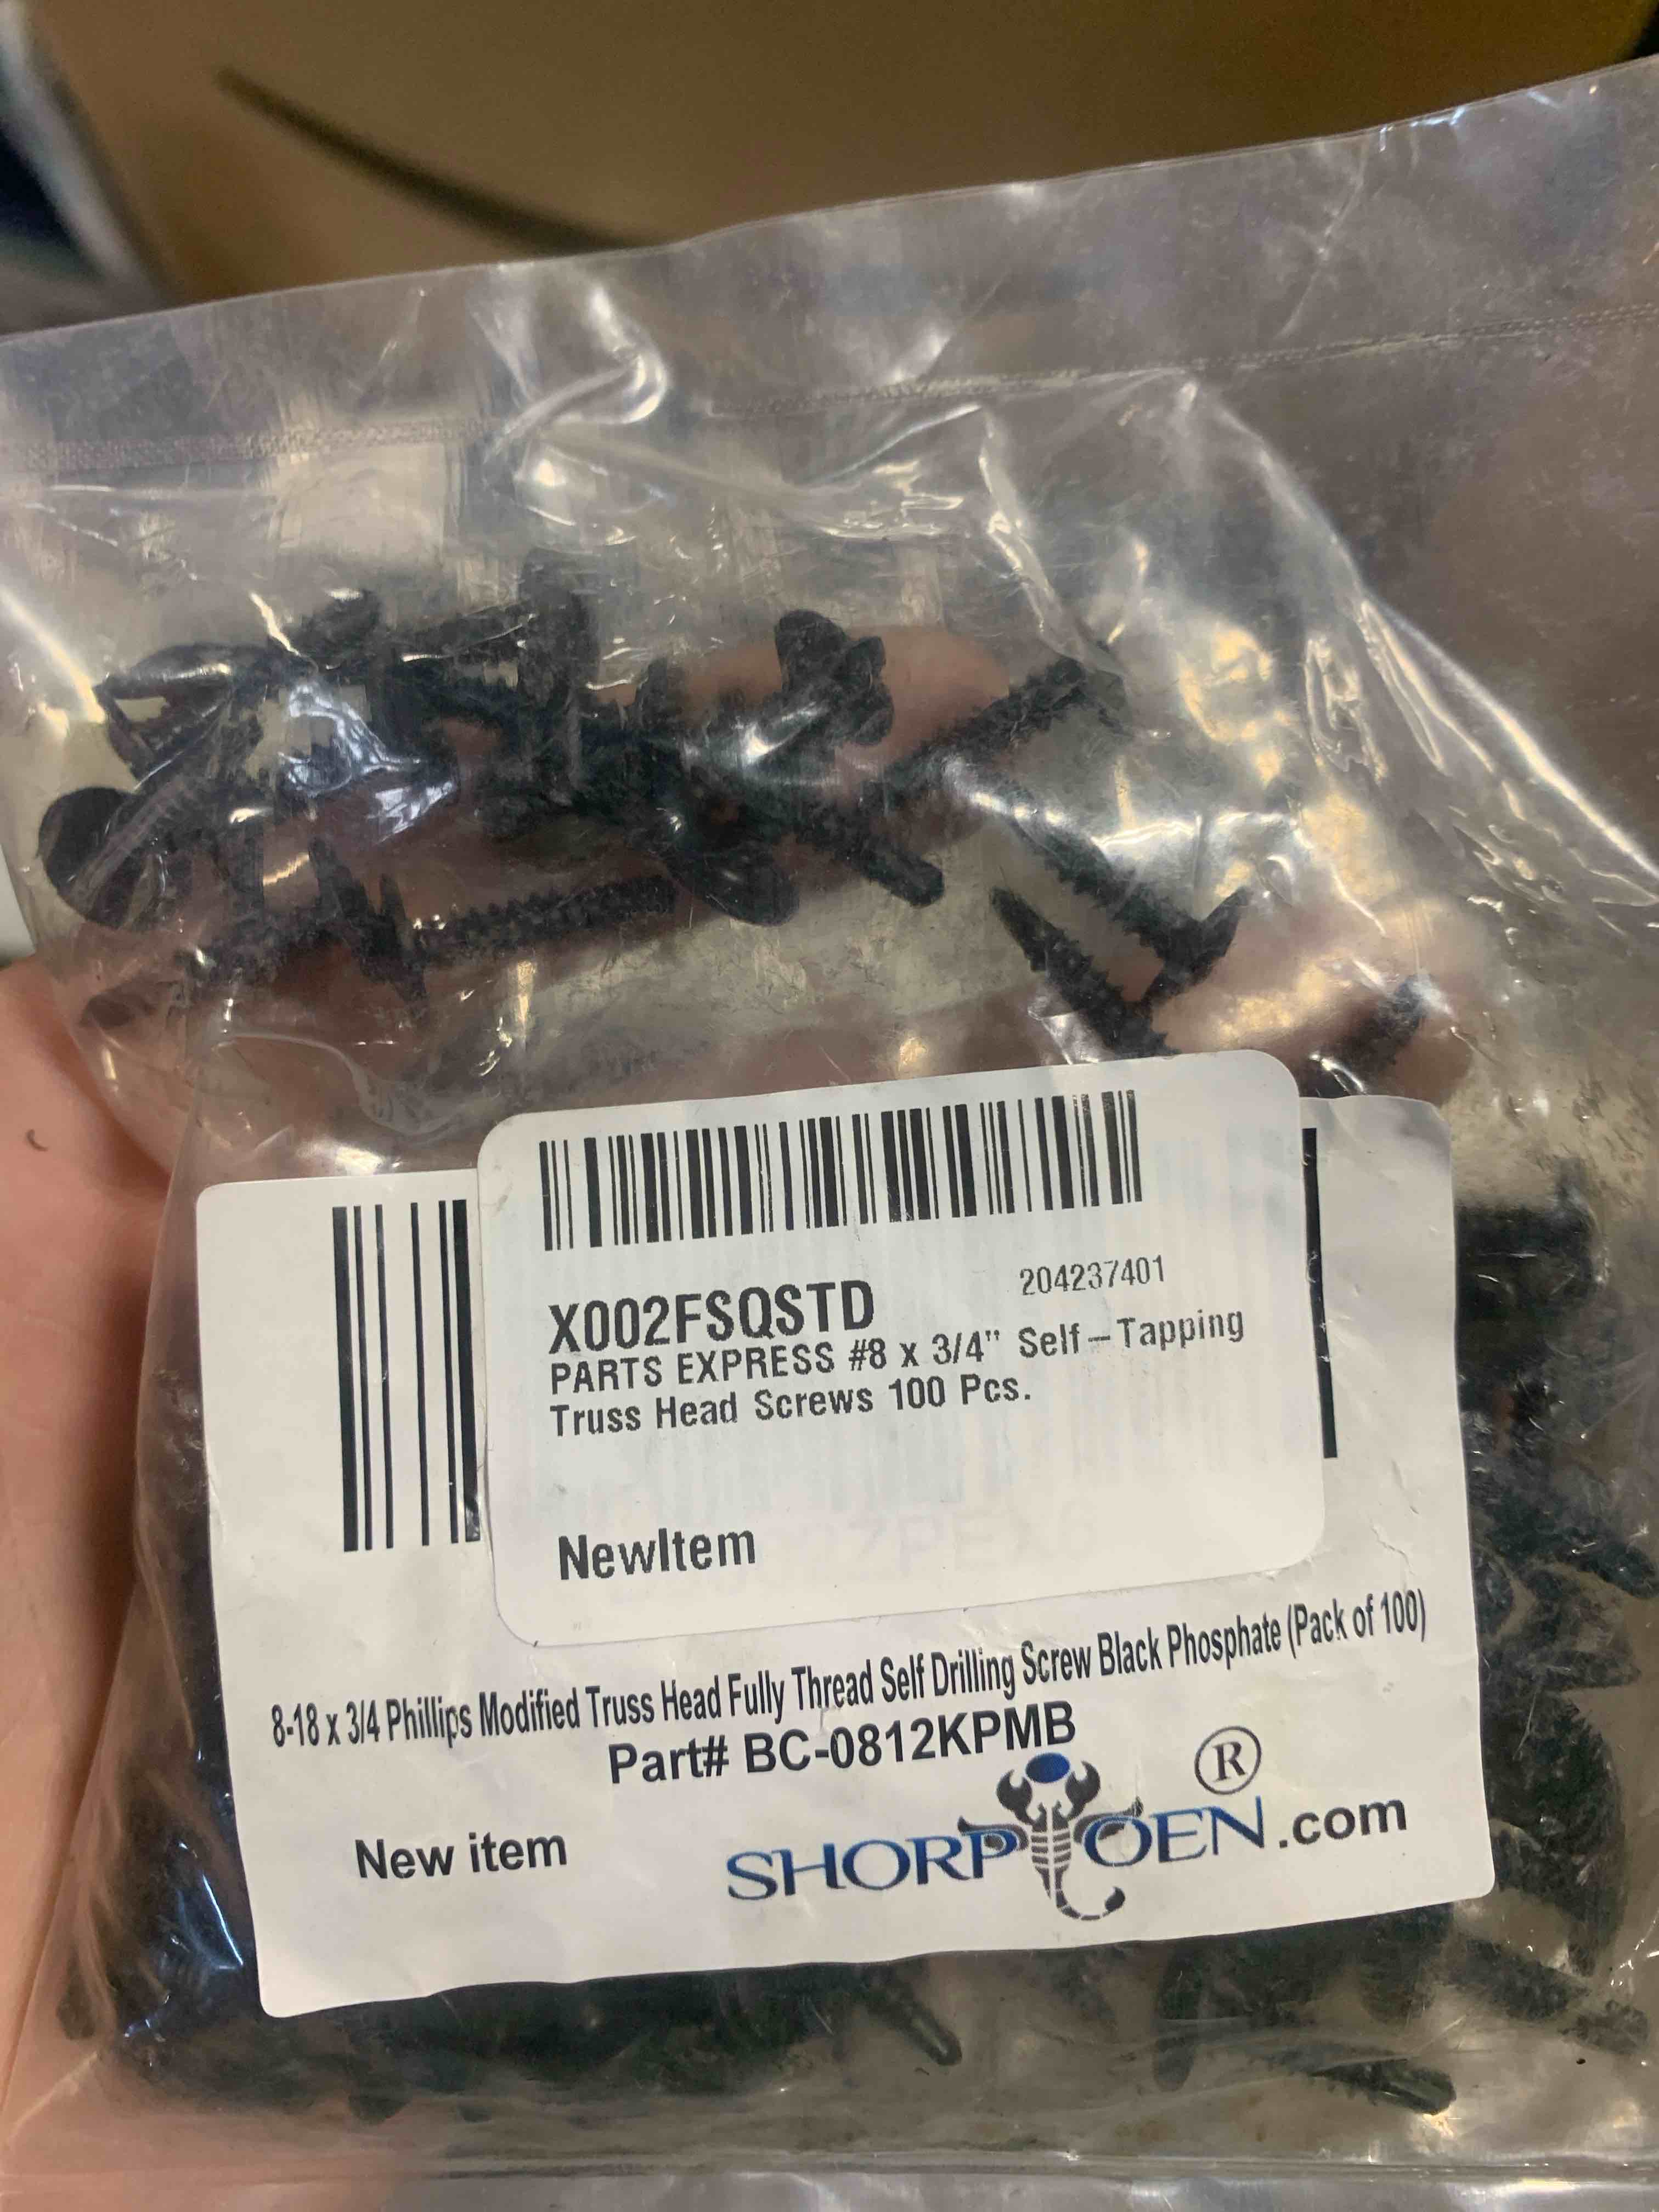 X002FSQSTD
204237401
PARTS EXPRESS #8 x 3/4" Self-Tapping
Truss Head Screws 100 Pcs.
NewItem
8-18 x 3/4 Phillips Modified Truss Head Fully Thread Self Drilling Screw Black Phosphate (Pack of 100)
Part# BC-0812KPMB
New item
SHORPIOEN®.com